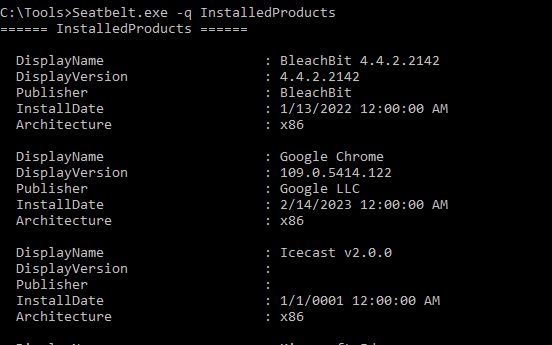 C:\Tools>Seatbelt.exe -q InstalledProducts
====== InstalledProducts ======
DisplayName : BleachBit 4.4.2.2142
DisplayVersion : 4.4.2.2142
Publisher : BleachBit
InstallDate : 1/13/2022 12:00:00 AM
Architecture : x86
DisplayName : Google Chrome
DisplayVersion : 109.0.5414.122
Publisher : Google LLC
InstallDate : 2/14/2023 12:00:00 AM
Architecture : x86
DisplayName : Icecast v2.0.0
DisplayVersion :
Publisher :
InstallDate : 1/1/0001 12:00:00 AM
Architecture : x86